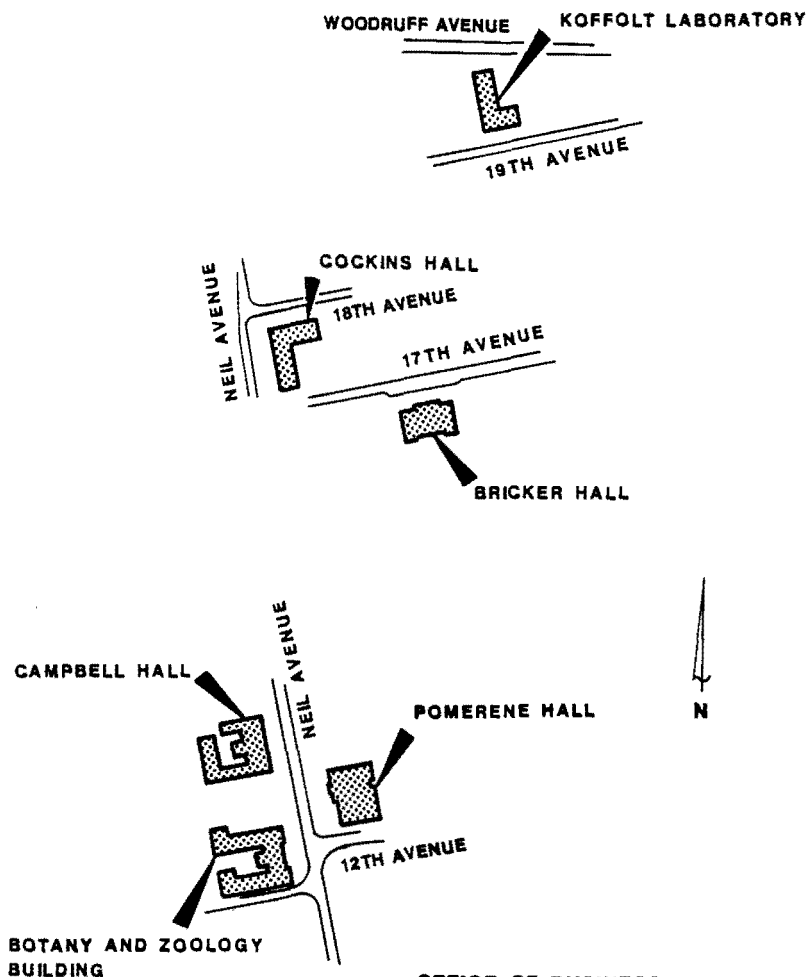 WOODRUFF AVENUE
KOFFOLT LABORATORY
19TH AVENUE
NEIL AVENUE
COCKINS HALL
18TH AVENUE
17TH AVENUE
BRICKER HALL
CAMPBELL HALL
NEIL AVENUE
POMERENE HALL
N
12TH AVENUE
BOTANY AND ZOOLOGY
BUILDING